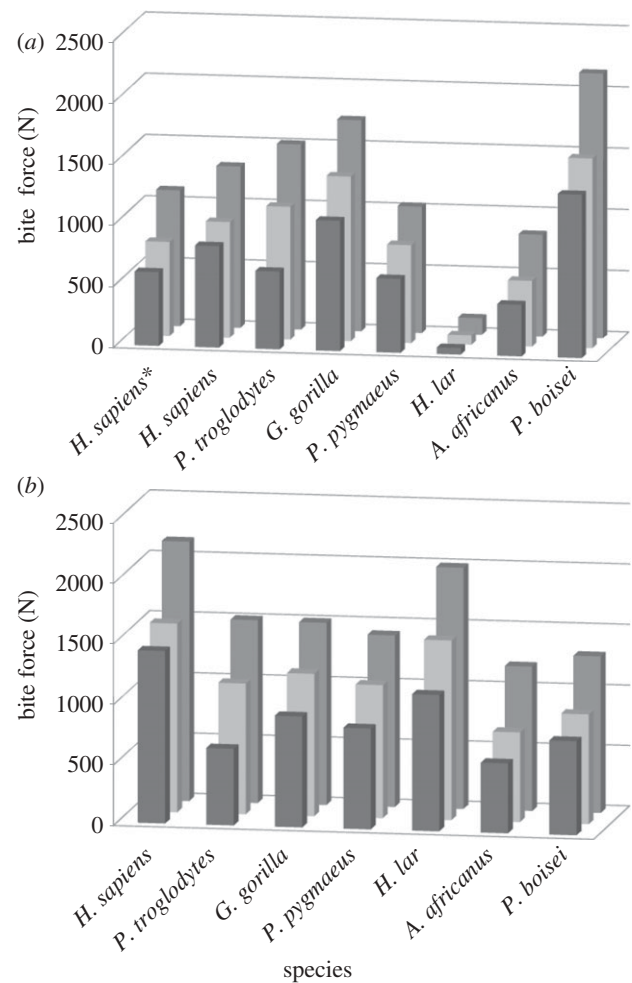 (a)
bite force (N)
2500
2000
1500
1000
500
0
H. sapiens*
H. sapiens
P. troglodytes
G. gorilla
P. pygmaeus
H. lar
A. africanus
P. boisei
(b)
bite force (N)
2500
2000
1500
1000
500
0
H. sapiens
P. troglodytes
G. gorilla
P. pygmaeus
H. lar
A. africanus
P. boisei
species